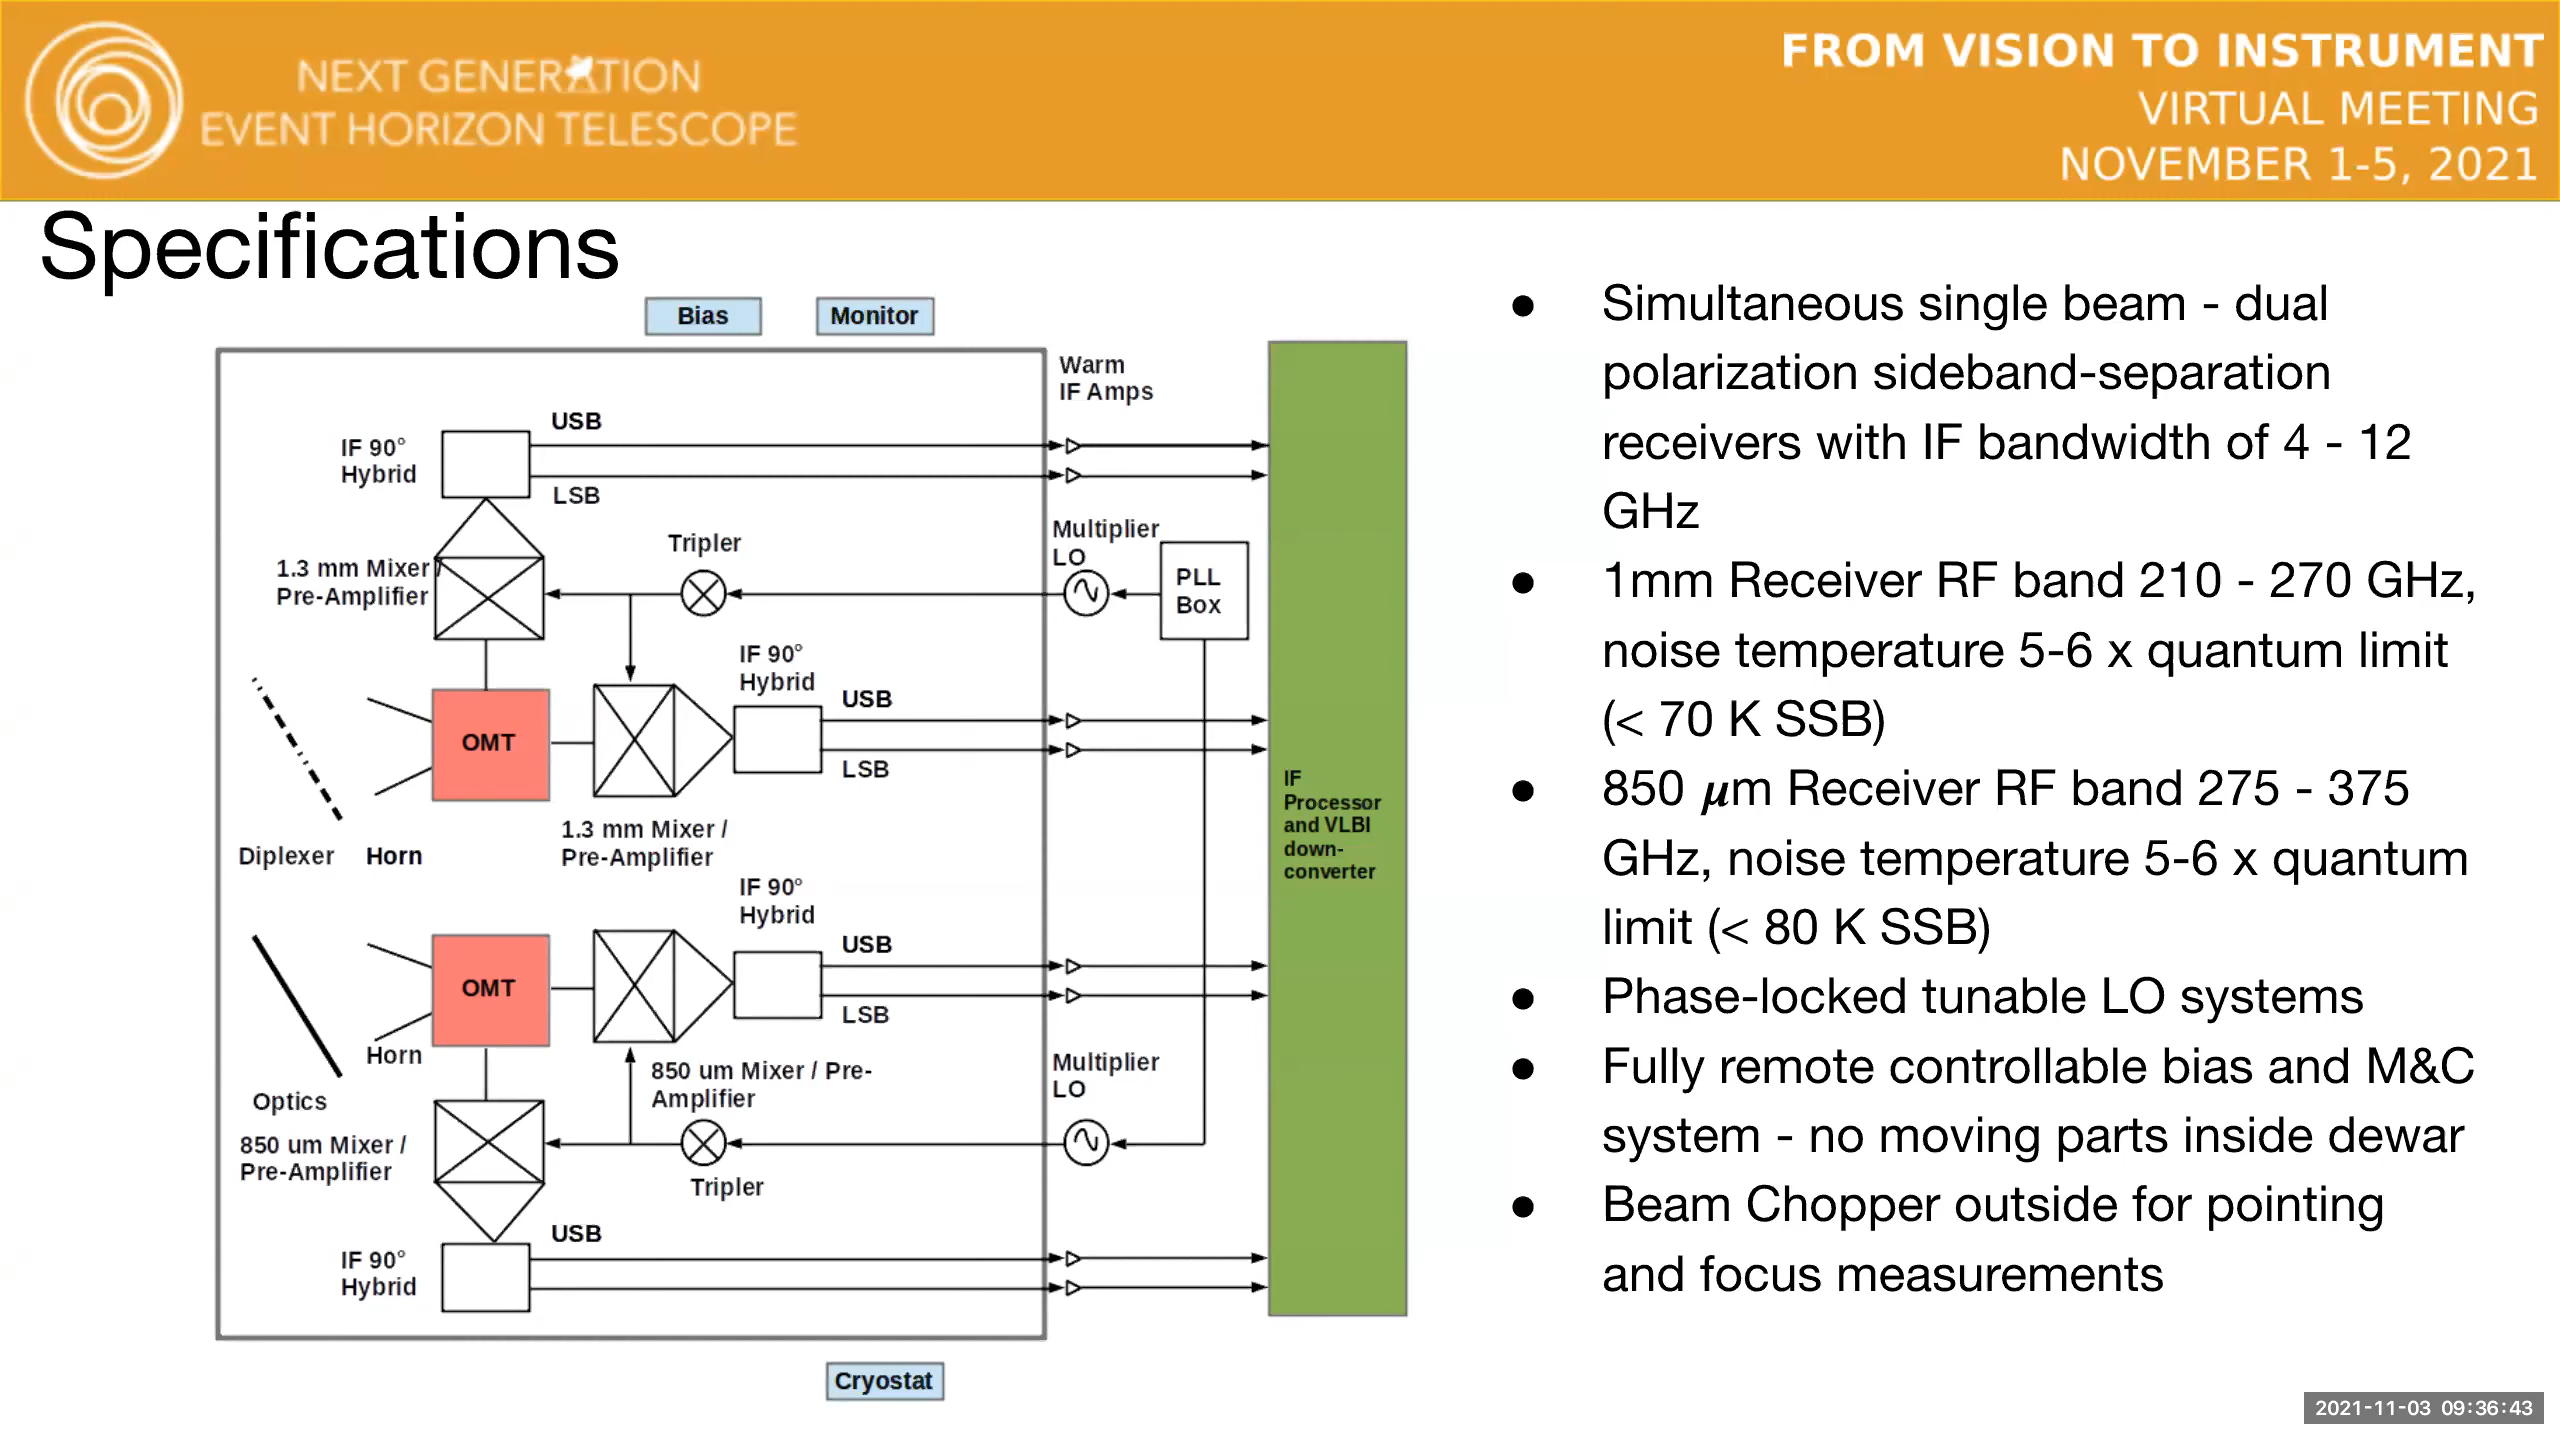 NEXT GENERATION
EVENT HORIZON TELESCOPE
FROM VISION TO INSTRUMENT
VIRTUAL MEETING
NOVEMBER 1-5, 2021
Specifications
Bias
Monitor
Warm
IF Amps
USB
IF 90°
Hybrid
LSB
Multiplier
LO
Tripler
PLL
Box
1.3 mm Mixer /
Pre-Amplifier
IF 90°
Hybrid
USB
OMT
LSB
IF
Processor
and VLBI
down-
converter
1.3 mm Mixer /
Pre-Amplifier
Diplexer
Horn
IF 90°
Hybrid
USB
OMT
LSB
Horn
850 um Mixer / Pre-
Amplifier
Multiplier
LO
Optics
850 um Mixer /
Pre-Amplifier
Tripler
USB
IF 90°
Hybrid
Cryostat
● Simultaneous single beam - dual
polarization sideband-separation
receivers with IF bandwidth of 4 - 12
GHz
● 1mm Receiver RF band 210 - 270 GHz,
noise temperature 5-6 x quantum limit
(< 70 K SSB)
● 850 μm Receiver RF band 275 - 375
GHz, noise temperature 5-6 x quantum
limit (< 80 K SSB)
● Phase-locked tunable LO systems
● Fully remote controllable bias and M&C
system - no moving parts inside dewar
● Beam Chopper outside for pointing
and focus measurements
2021-11-03 09:36:43